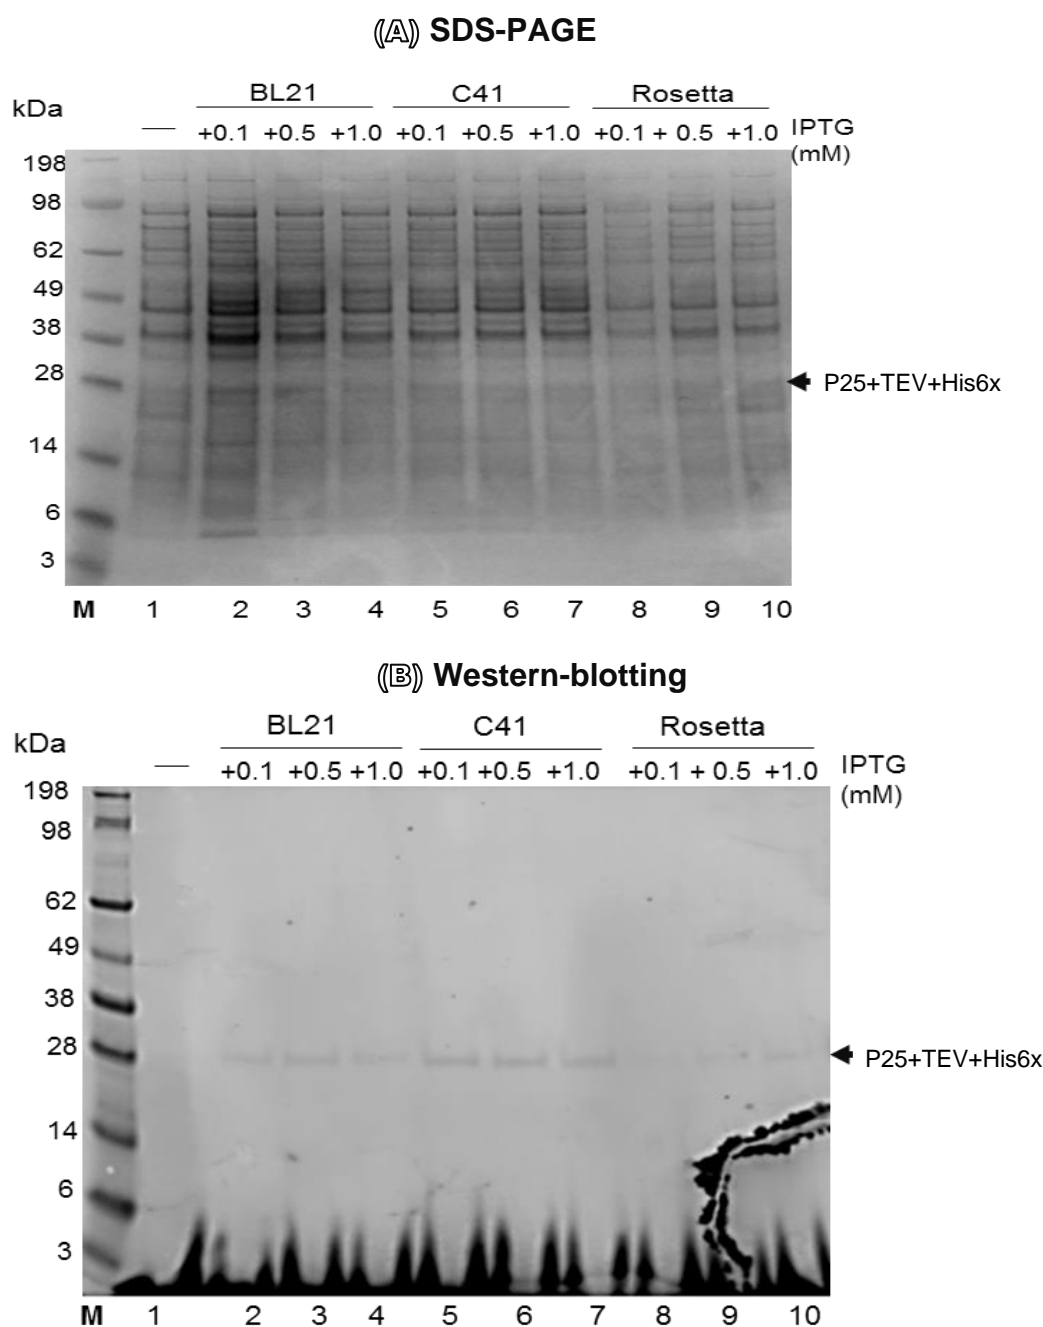 (A) SDS-PAGE
BL21 C41 Rosetta
kDa
— +0.1 +0.5 +1.0 +0.1 +0.5 +1.0 +0.1 + 0.5 +1.0 IPTG
(mM)
198
98
62
49
38
28
P25+TEV+His6x
14
6
3
M 1 2 3 4 5 6 7 8 9 10
(B) Western-blotting
BL21 C41 Rosetta
kDa
— +0.1 +0.5 +1.0 +0.1 +0.5 +1.0 +0.1 + 0.5 +1.0 IPTG
(mM)
198
98
62
49
38
28
P25+TEV+His6x
14
6
3
M 1 2 3 4 5 6 7 8 9 10